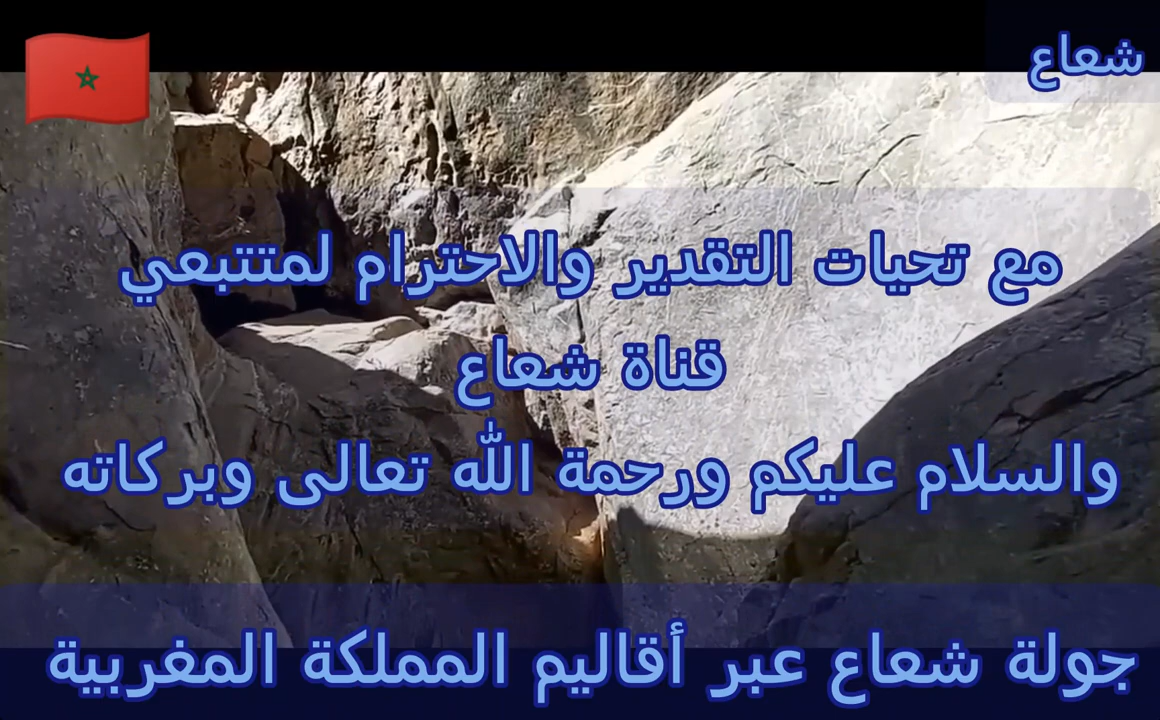 شعاع
مع تحيات التقدير والاحترام لمتتبعي
قناة شعاع
والسلام عليكم ورحمة الله تعالى وبركاته
جولة شعاع عبر أقاليم المملكة المغربية